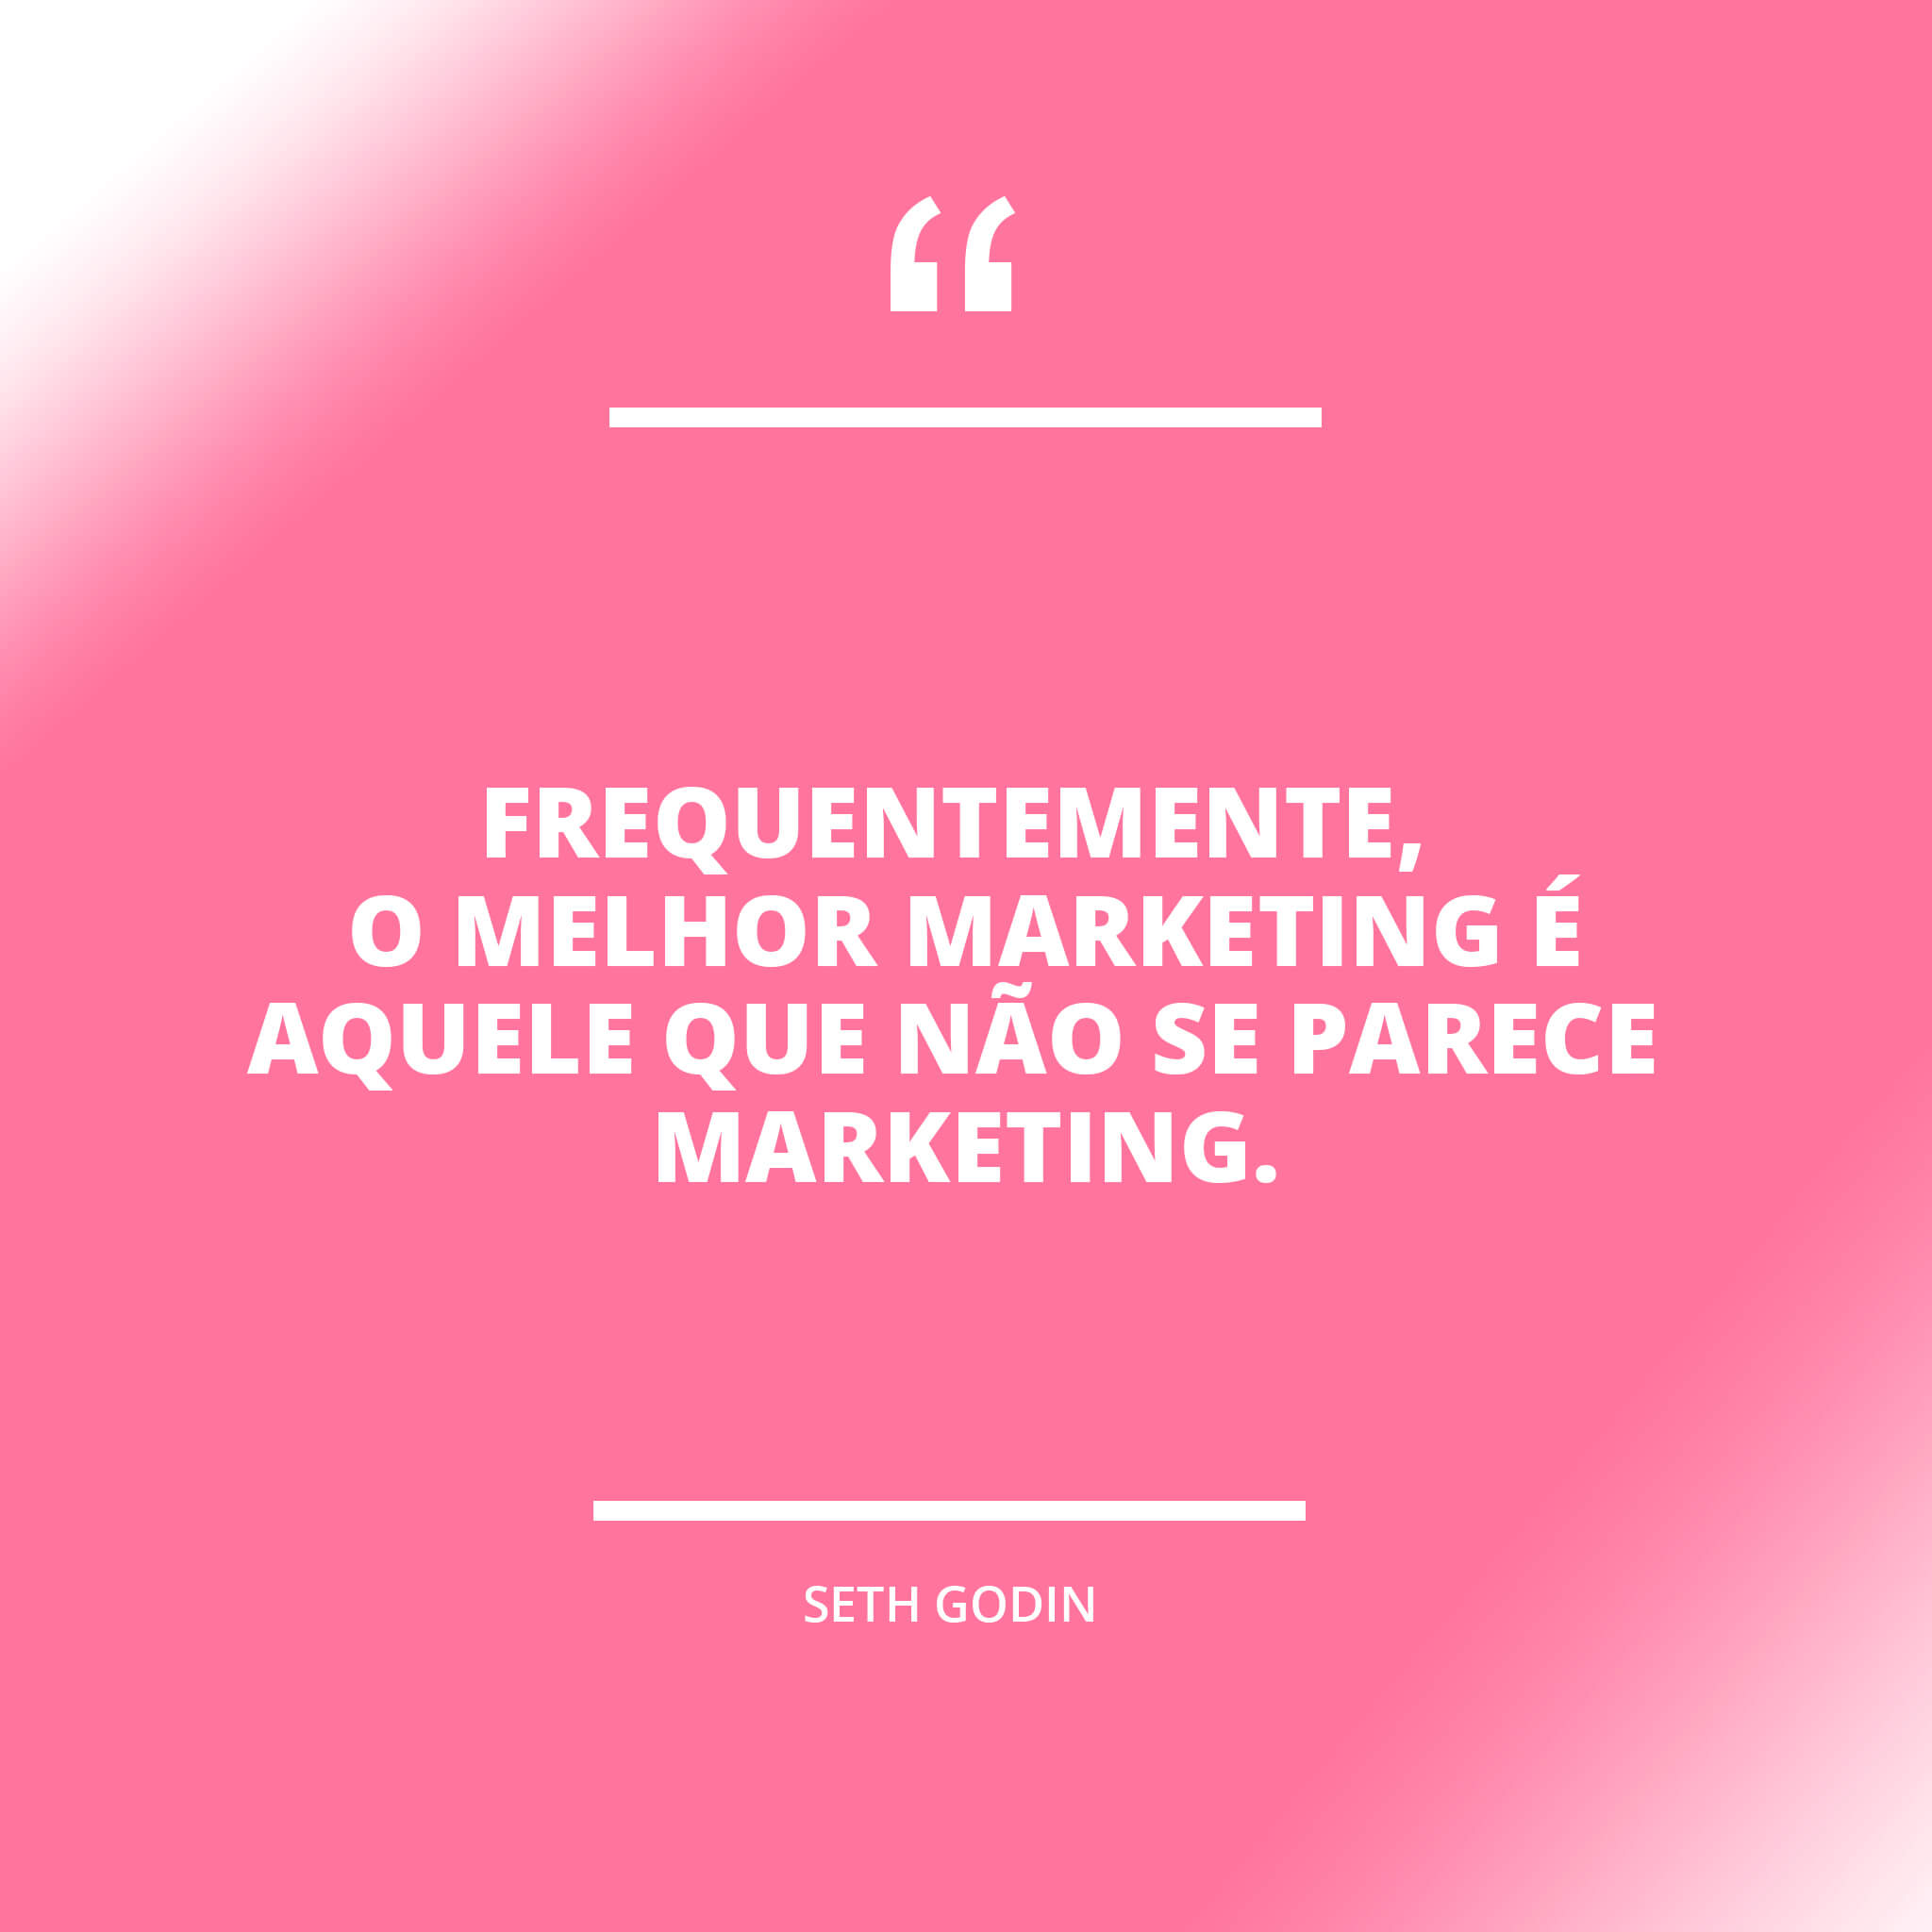 “
FREQUENTEMENTE,
O MELHOR MARKETING É
AQUELE QUE NÃO SE PARECE
MARKETING.
SETH GODIN